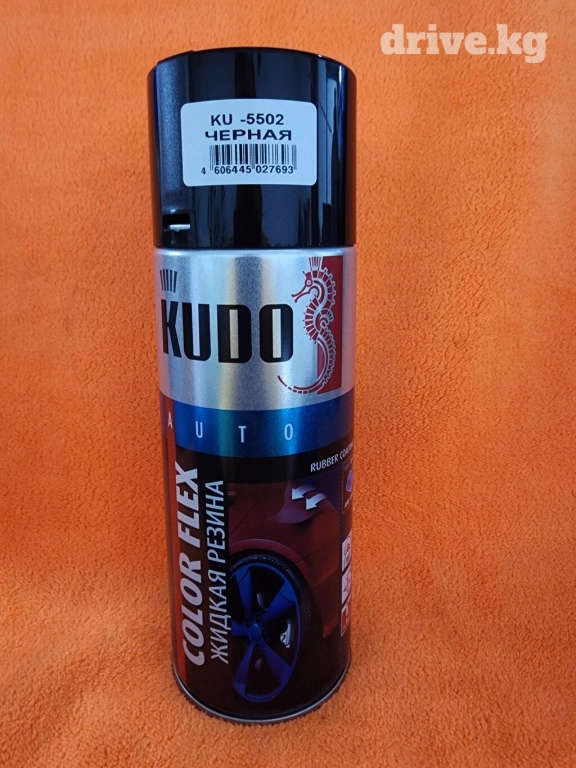 drive.kg
KU -5502
ЧЕРНАЯ
4 606445 027693
KUDO
AUTO
RUBBER
COLOR FLEX
ЖИДКАЯ РЕЗИНА